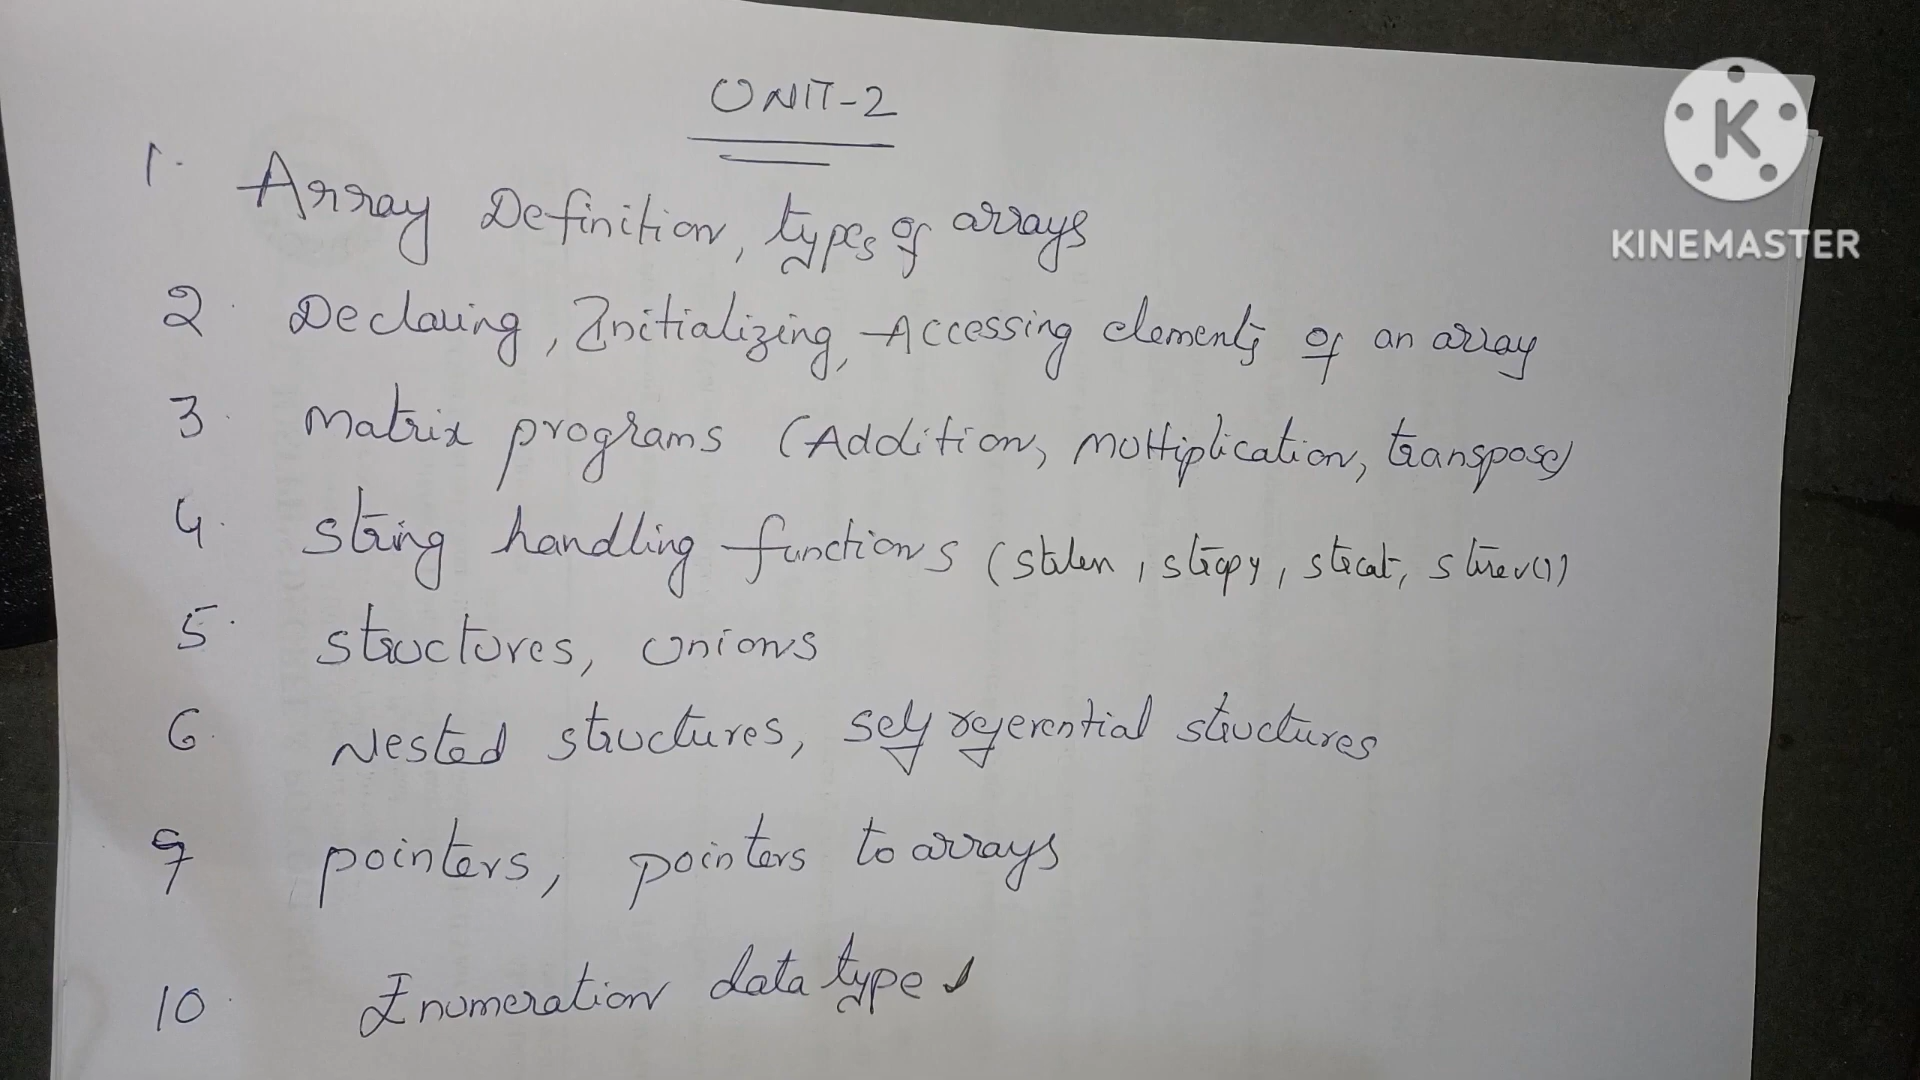 UNIT-2
1. Array Definition, types of arrays
2. Declaring, Initializing, Accessing elements of an array
3. Matrix programs (Addition, multiplication, transpose)
4. string handling functions (strlen, strcpy, strcat, strrev())
5. structures, unions
6. Nested structures, self referential structures
9 pointers, pointers to arrays
10. Enumeration data types
K
KINEMASTER